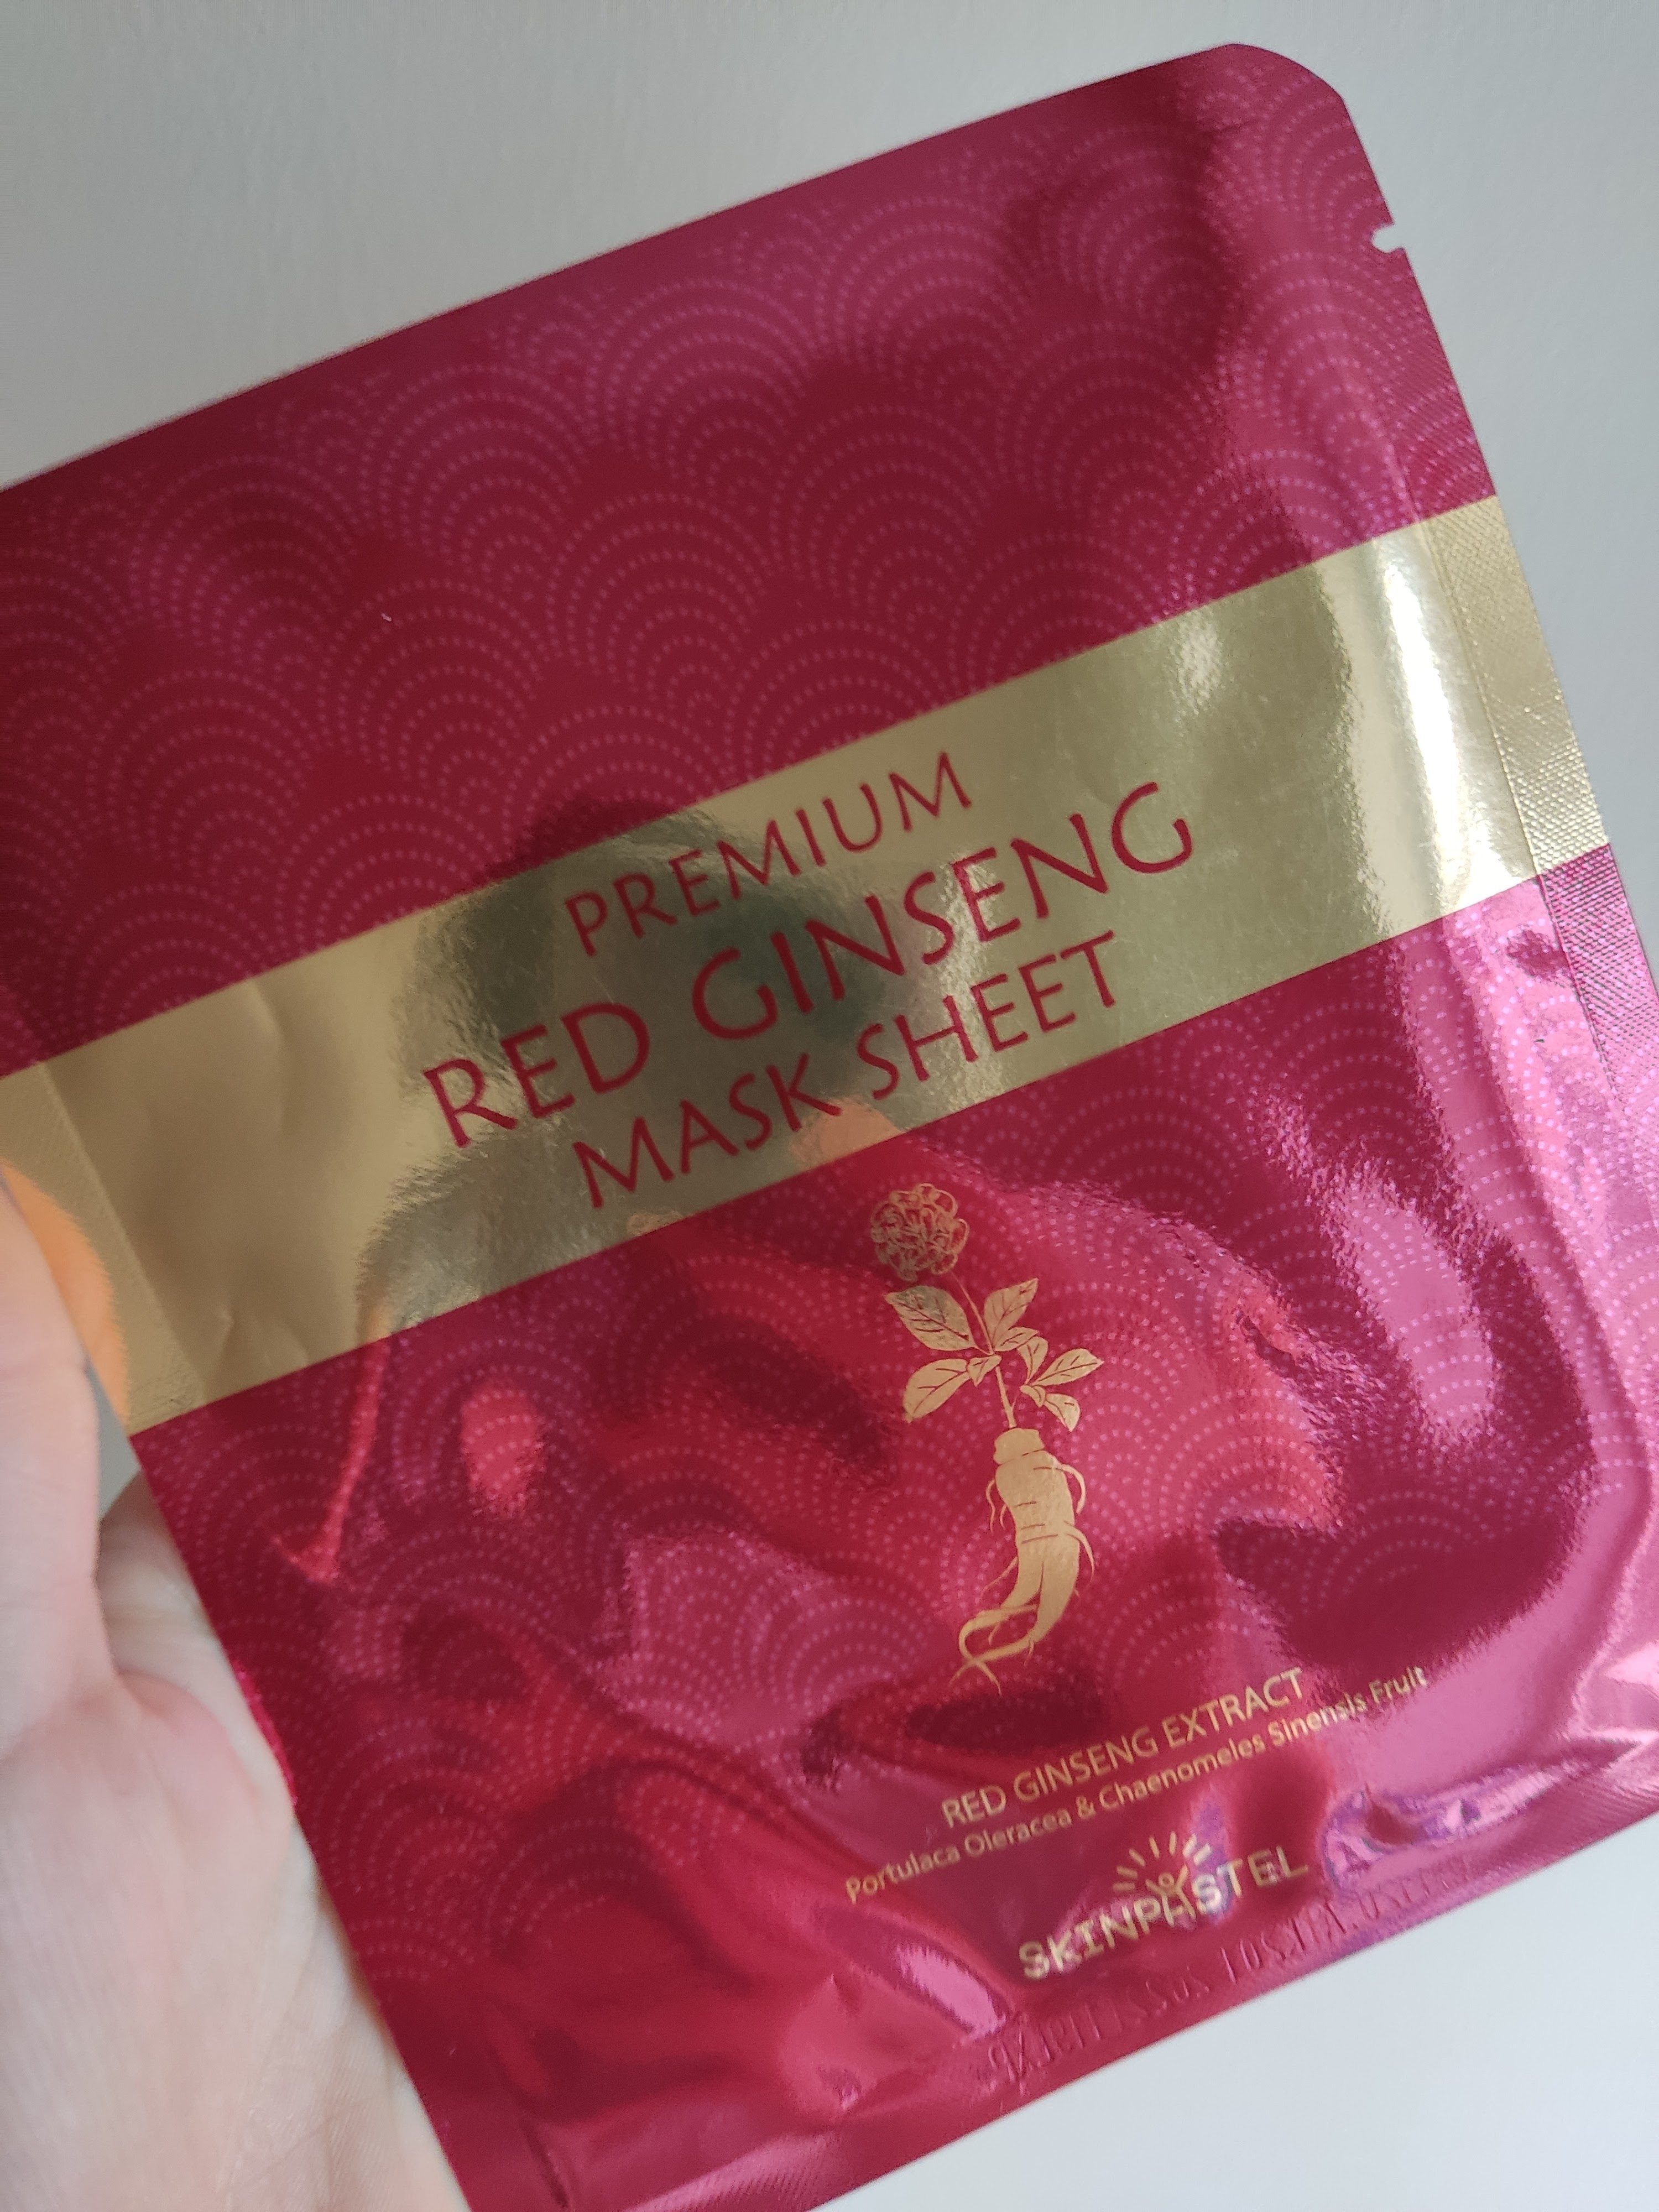 PREMIUM
RED GINSENG
MASK SHEET
RED GINSENG EXTRACT
Portulaca Oleracea & Chaenomeles Sinensis Fruit
SKINPASTEL